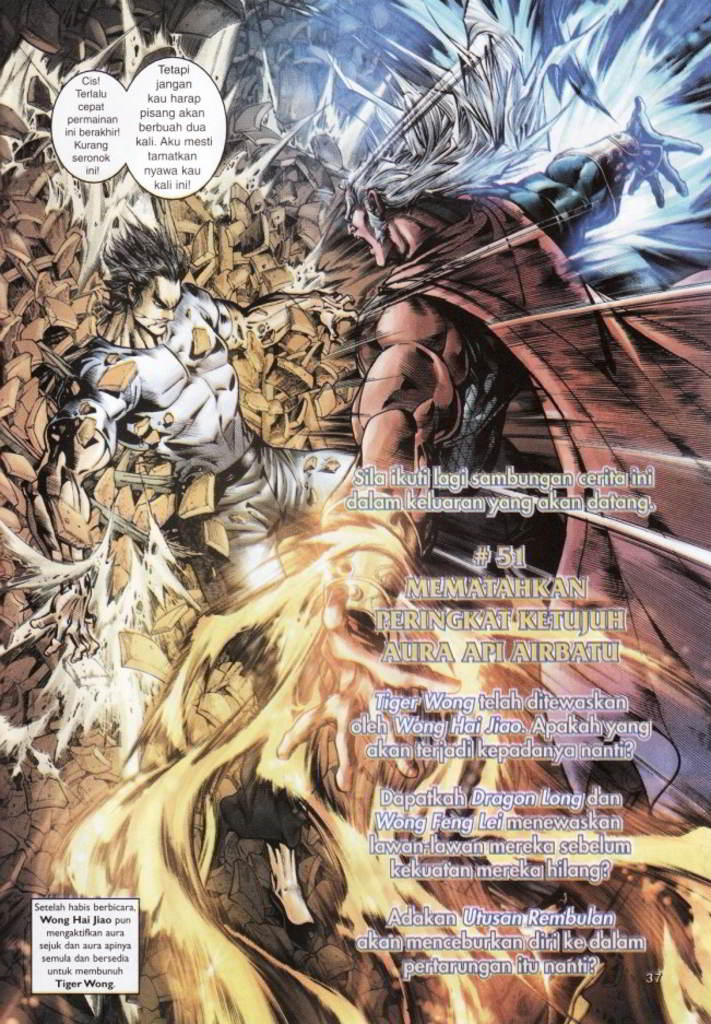 Cis!
Terlalu
cepat
permainan
ini berakhir!
Kurang
seronok
ini!
Tetapi
jangan
kau harap
pisang akan
berbuah dua
kali. Aku mesti
tamatkan
nyawa kau
kali ini!
Sila ikuti lagi sambungan cerita ini
dalam keluaran yang akan datang.
#51
MEMATAHKAN
PERINGKAT KETUJUH
AURA API AIRBATU
Tiger Wong telah ditewaskan
oleh Wong Hai Jiao. Apakah yang
akan terjadi kepadanya nanti?
Dapatkah Dragon Long dan
Wong Feng Lei menewaskan
lawan-lawan mereka sebelum
kekuatan mereka hilang?
Adakan Utusan Rembulan
akan menceburkan diri ke dalam
pertarungan itu nanti?
Setelah habis berbicara,
Wong Hai Jiao pun
mengaktifkan aura
sejuk dan aura apinya
semula dan bersedia
untuk membunuh
Tiger Wong.
37